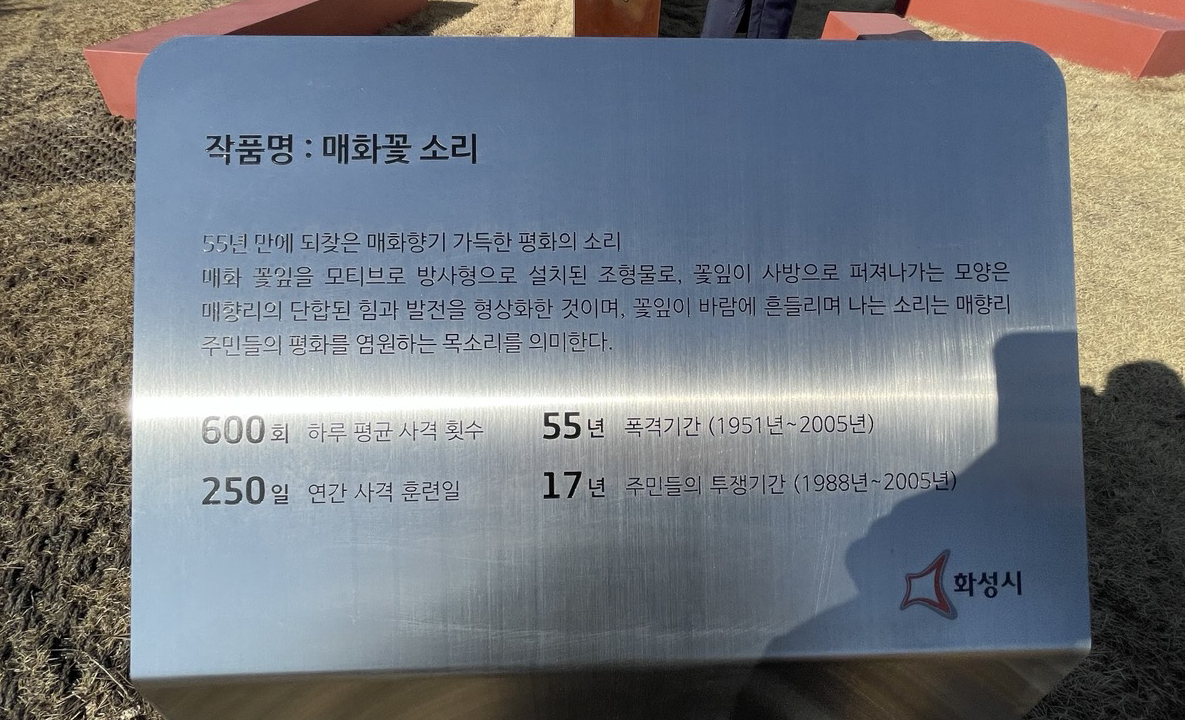 작품명 : 매화꽃 소리
55년 만에 되찾은 매화향기 가득한 평화의 소리
매화 꽃잎을 모티브로 방사형으로 설치된 조형물로, 꽃잎이 사방으로 퍼져나가는 모양은
매향리의 단합된 힘과 발전을 형상화한 것이며, 꽃잎이 바람에 흔들리며 나는 소리는 매향리
주민들의 평화를 염원하는 목소리를 의미한다.
600회 하루 평균 사격 횟수 55년 폭격기간 (1951년~2005년)
250일 연간 사격 훈련일 17년 주민들의 투쟁기간 (1988년~2005년)
화성시